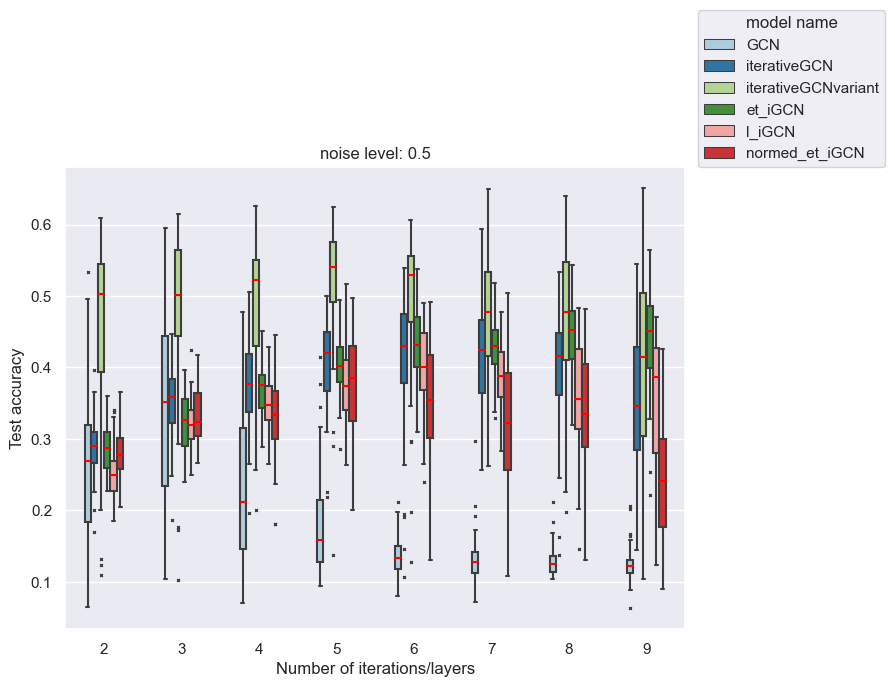 model name
GCN
iterativeGCN
iterativeGCNvariant
et_iGCN
l_iGCN
normed_et_iGCN
noise level: 0.5
Test accuracy
0.6
0.5
0.4
0.3
0.2
0.1
2 3 4 5 6 7 8 9
Number of iterations/layers